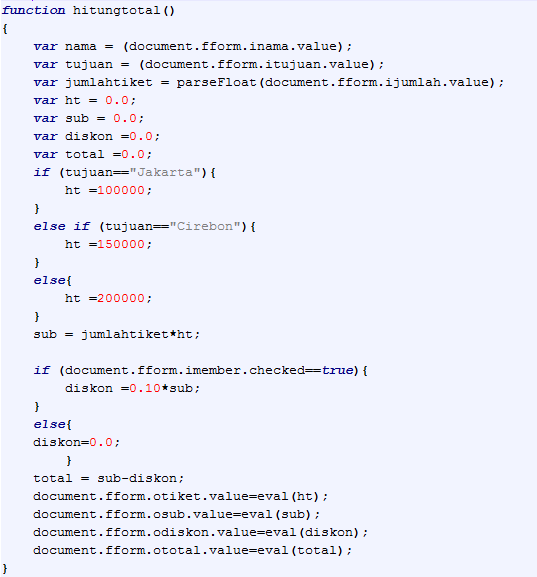 function hitungtotal()
{
    var nama = (document.fform.inama.value);
    var tujuan = (document.fform.itujuan.value);
    var jumlahtiket = parseFloat(document.fform.ijumlah.value);
    var ht = 0.0;
    var sub = 0.0;
    var diskon =0.0;
    var total =0.0;
    if (tujuan=="Jakarta"){
        ht =100000;
    }
    else if (tujuan=="Cirebon"){
        ht =150000;
    }
    else{
        ht =200000;
    }
    sub = jumlahtiket*ht;

    if (document.fform.imember.checked==true){
        diskon =0.10*sub;
    }
    else{
    diskon=0.0;
        }
    total = sub-diskon;
    document.fform.otiket.value=eval(ht);
    document.fform.osub.value=eval(sub);
    document.fform.odiskon.value=eval(diskon);
    document.fform.ototal.value=eval(total);
}